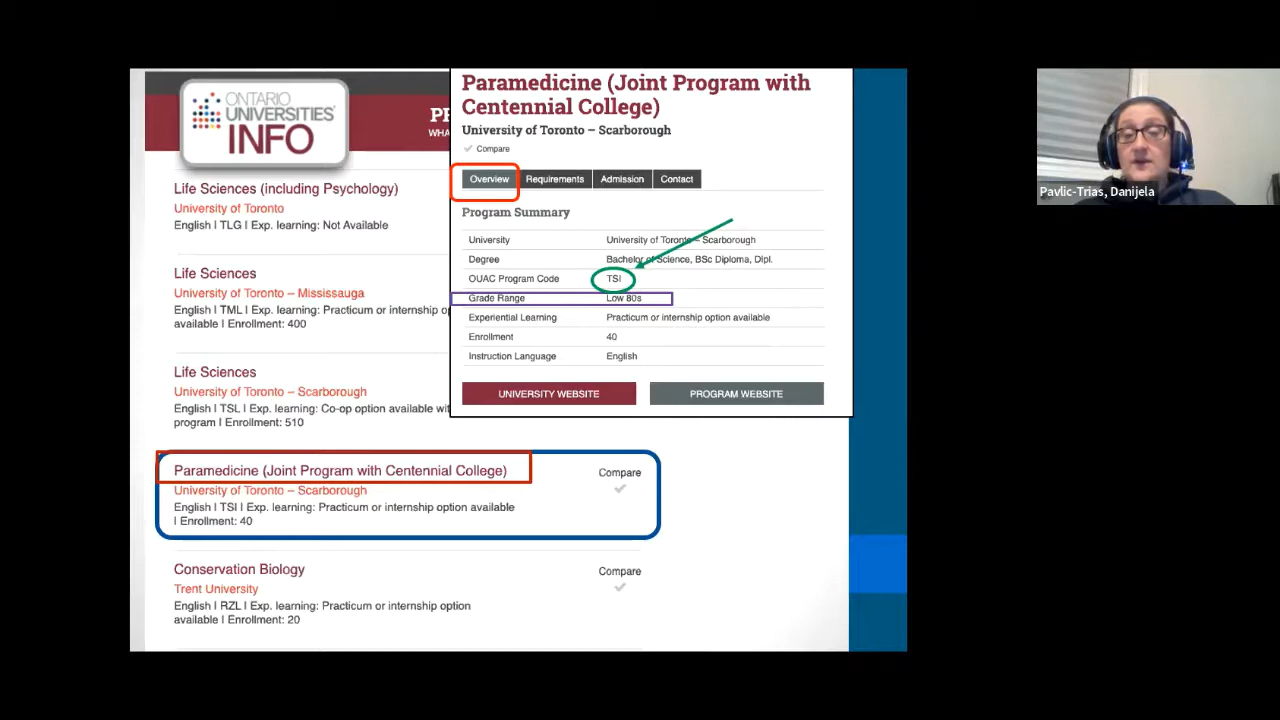 ONTARIO
UNIVERSITIES'
INFO
Life Sciences (including Psychology)
University of Toronto
English | TLG | Exp. learning: Not Available
Life Sciences
University of Toronto – Mississauga
English | TML | Exp. learning: Practicum or internship
available | Enrollment: 400
Life Sciences
University of Toronto – Scarborough
English | TSL | Exp. learning: Co-op option available
program | Enrollment: 510
Paramedicine (Joint Program with Centennial College)
Compare
University of Toronto – Scarborough
English | TSI | Exp. learning: Practicum or internship option available
| Enrollment: 40
Conservation Biology
Compare
Trent University
English | RZL | Exp. learning: Practicum or internship option
available | Enrollment: 20
Paramedicine (Joint Program with
Centennial College)
University of Toronto – Scarborough
Compare
Overview Requirements Admission Contact
Program Summary
University University of Toronto – Scarborough
Degree Bachelor of Science, BSc Diploma, Dipl.
OUAC Program Code TSI
Grade Range Low 80s
Experiential Learning Practicum or internship option available
Enrollment 40
Instruction Language English
UNIVERSITY WEBSITE PROGRAM WEBSITE
Pavlic-Trias, Danijela